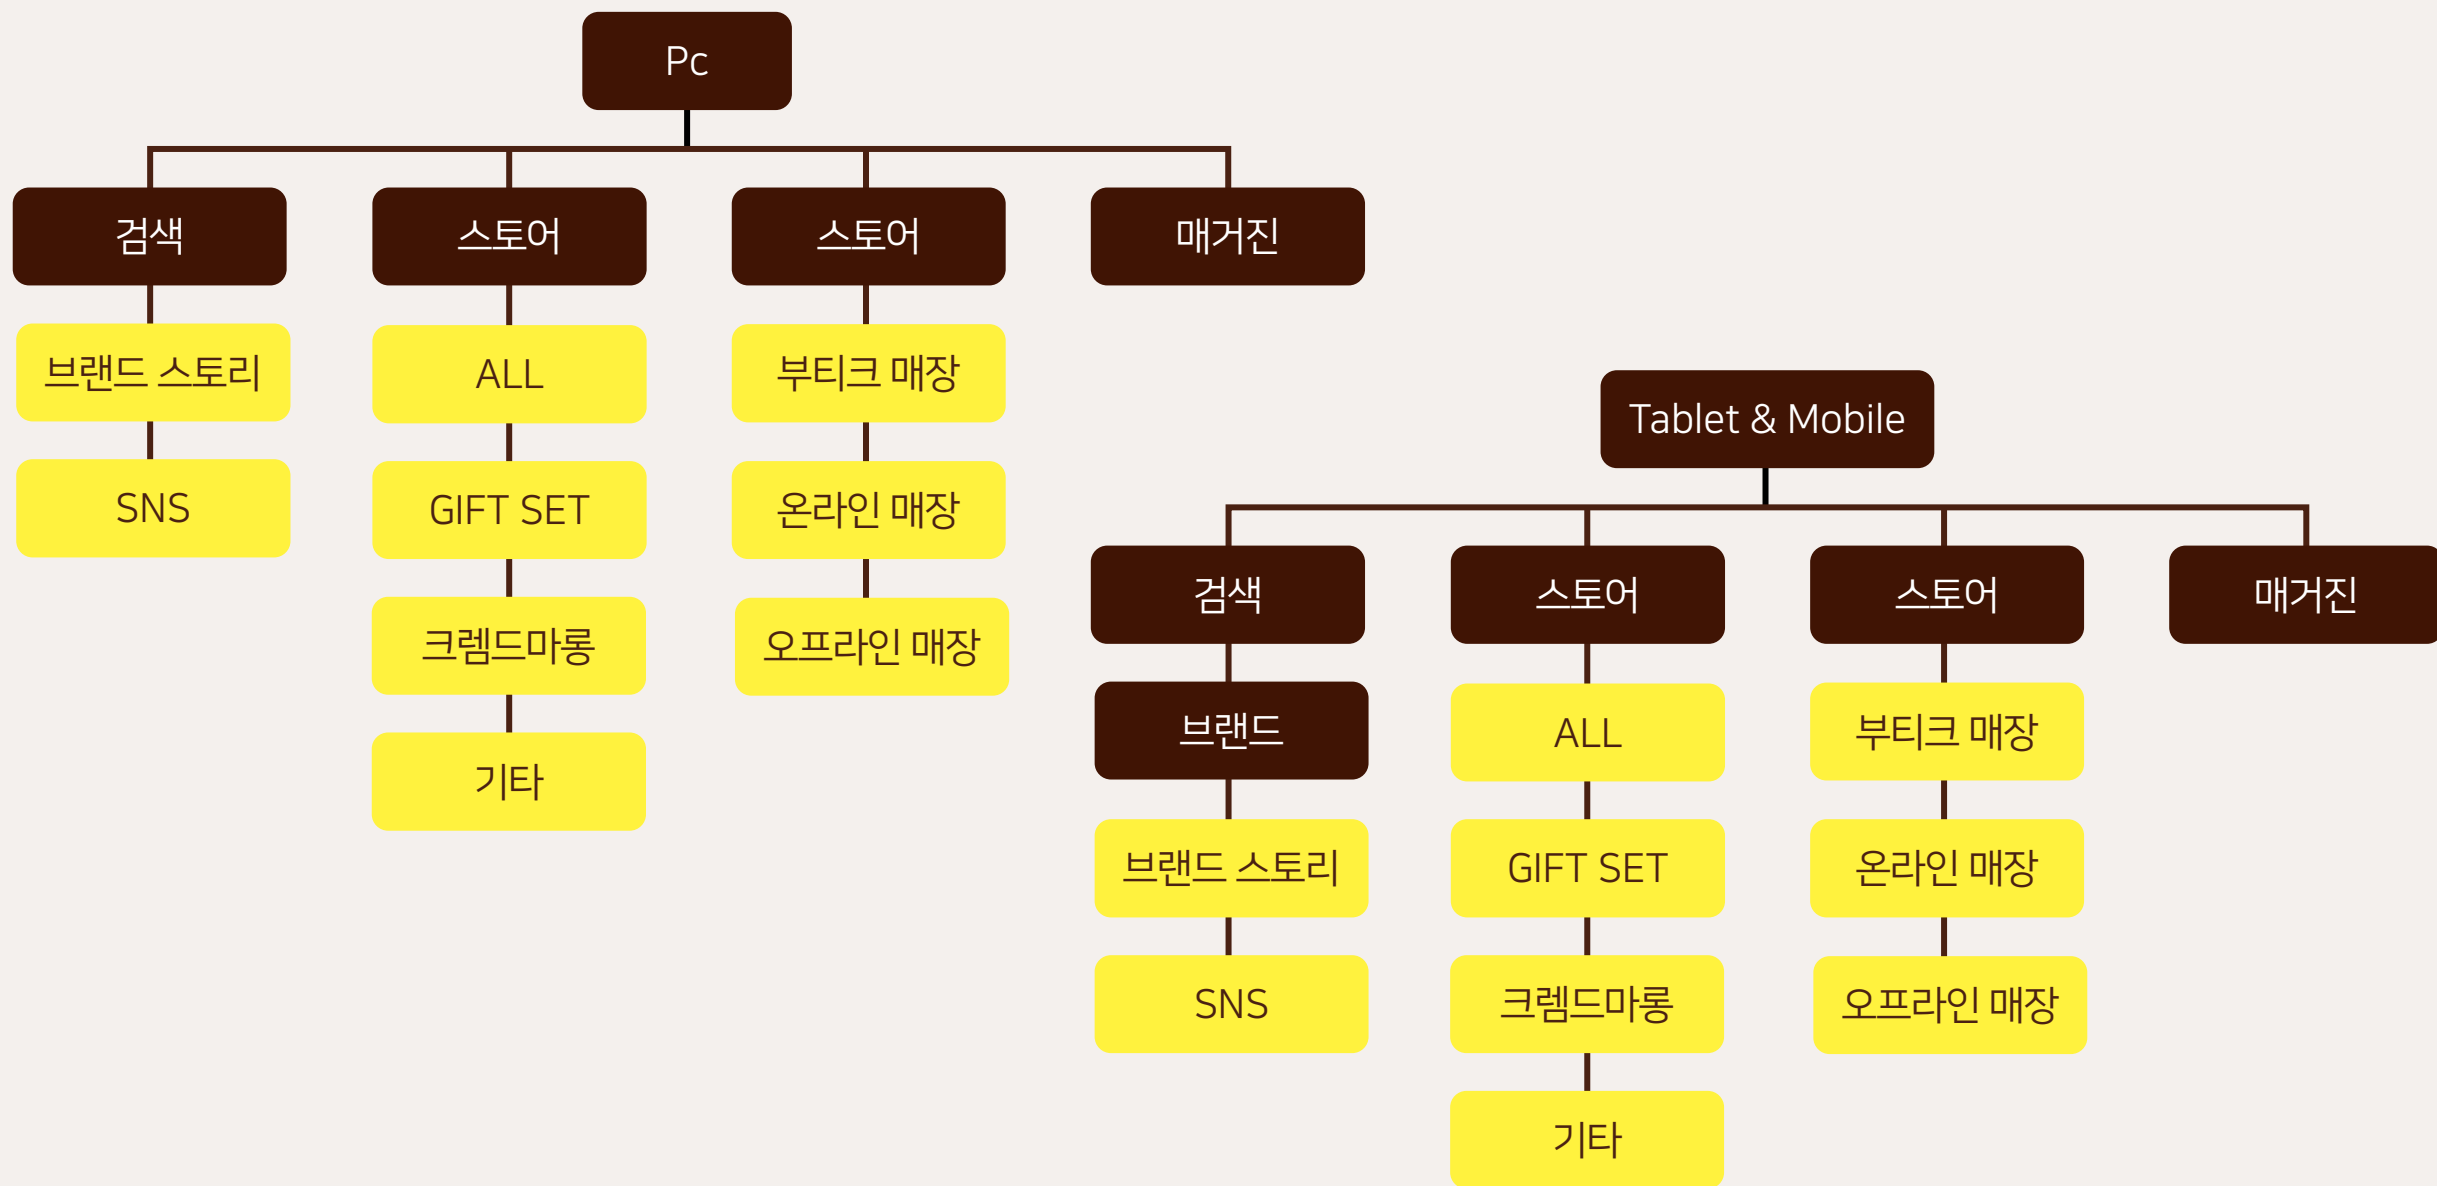 Pc
검색
스토어
스토어
매거진
브랜드 스토리
ALL
부티크 매장
SNS
GIFT SET
온라인 매장
크렘드마롱
오프라인 매장
기타
Tablet & Mobile
검색
스토어
스토어
매거진
브랜드
ALL
부티크 매장
브랜드 스토리
GIFT SET
온라인 매장
SNS
크렘드마롱
오프라인 매장
기타